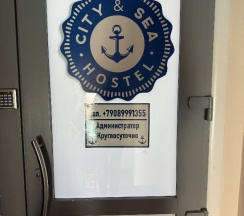 CITY & SEA
HOSTEL
тел. +79089991355
Администратор
Круглосуточно